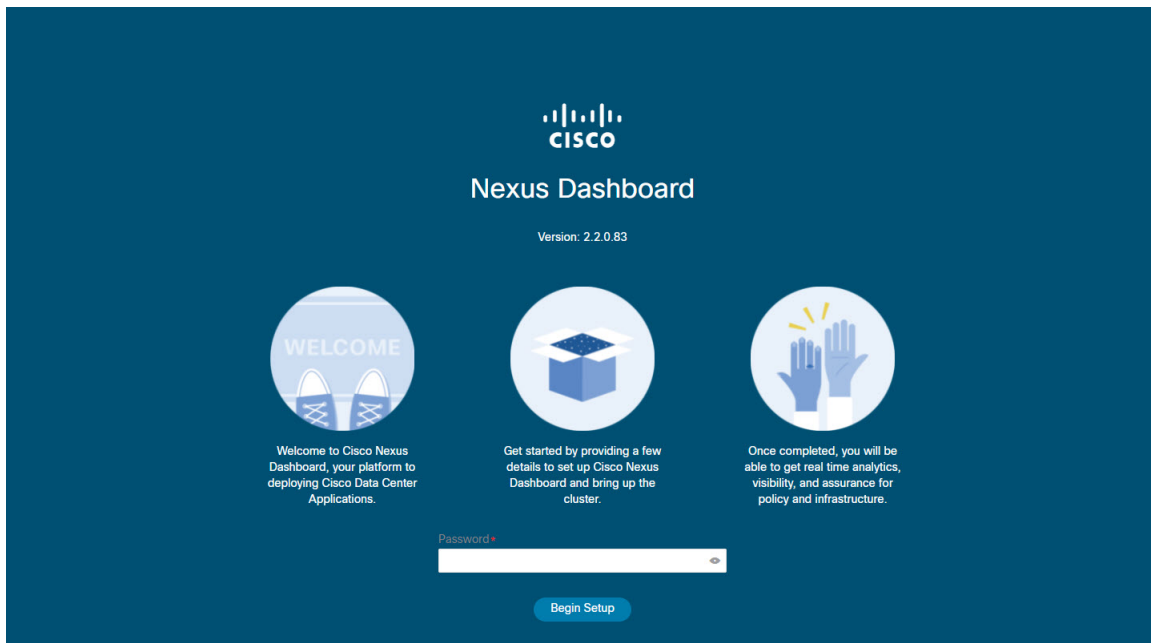 CISCO
Nexus Dashboard
Version: 2.2.0.83
WELCOME
Welcome to Cisco Nexus
Dashboard, your platform to
deploying Cisco Data Center
Applications.
Get started by providing a few
details to set up Cisco Nexus
Dashboard and bring up the
cluster.
Once completed, you will be
able to get real time analytics,
visibility, and assurance for
policy and infrastructure.
Password*
Begin Setup